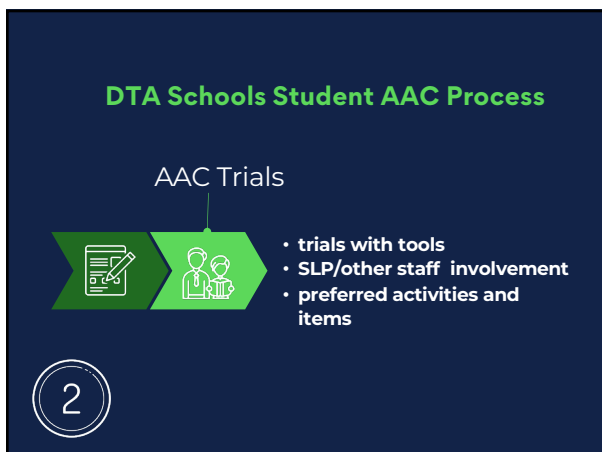 DTA Schools Student AAC Process
AAC Trials
• trials with tools
• SLP/other staff involvement
• preferred activities and
items
2